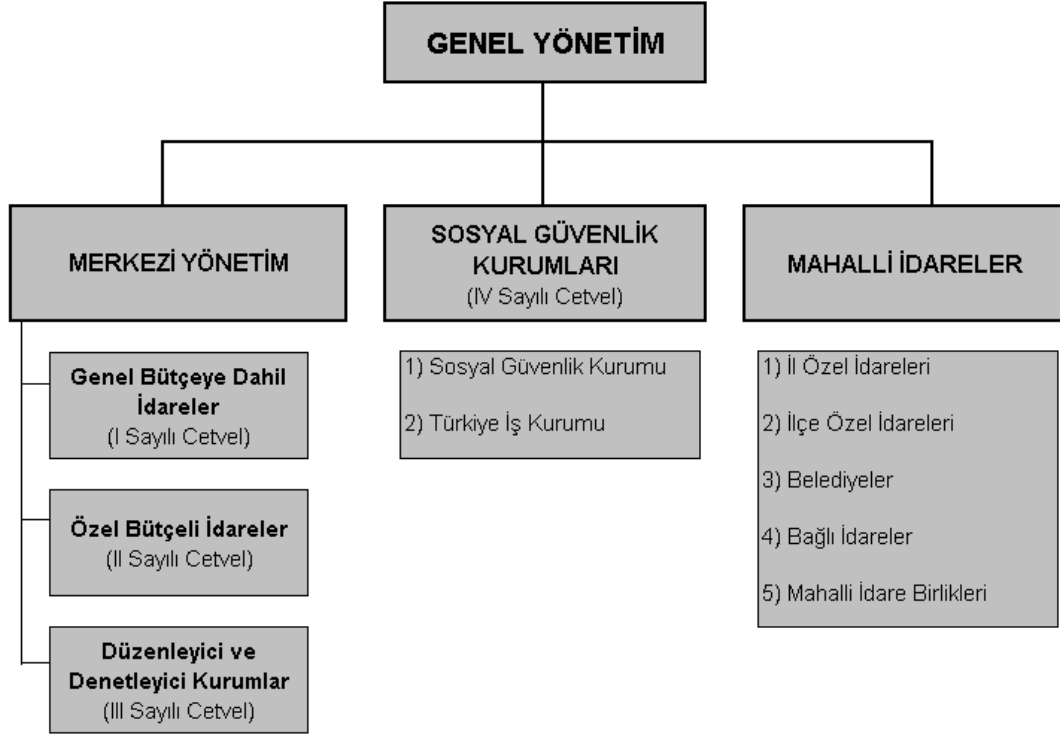 GENEL YÖNETİM
MERKEZİ YÖNETİM
Genel Bütçeye Dahil
İdareler
(I Sayılı Cetvel)
Özel Bütçeli İdareler
(II Sayılı Cetvel)
Düzenleyici ve
Denetleyici Kurumlar
(III Sayılı Cetvel)
SOSYAL GÜVENLİK
KURUMLARI
(IV Sayılı Cetvel)
1) Sosyal Güvenlik Kurumu
2) Türkiye İş Kurumu
MAHALLİ İDARELER
1) İl Özel İdareleri
2) İlçe Özel İdareleri
3) Belediyeler
4) Bağlı İdareler
5) Mahalli İdare Birlikleri